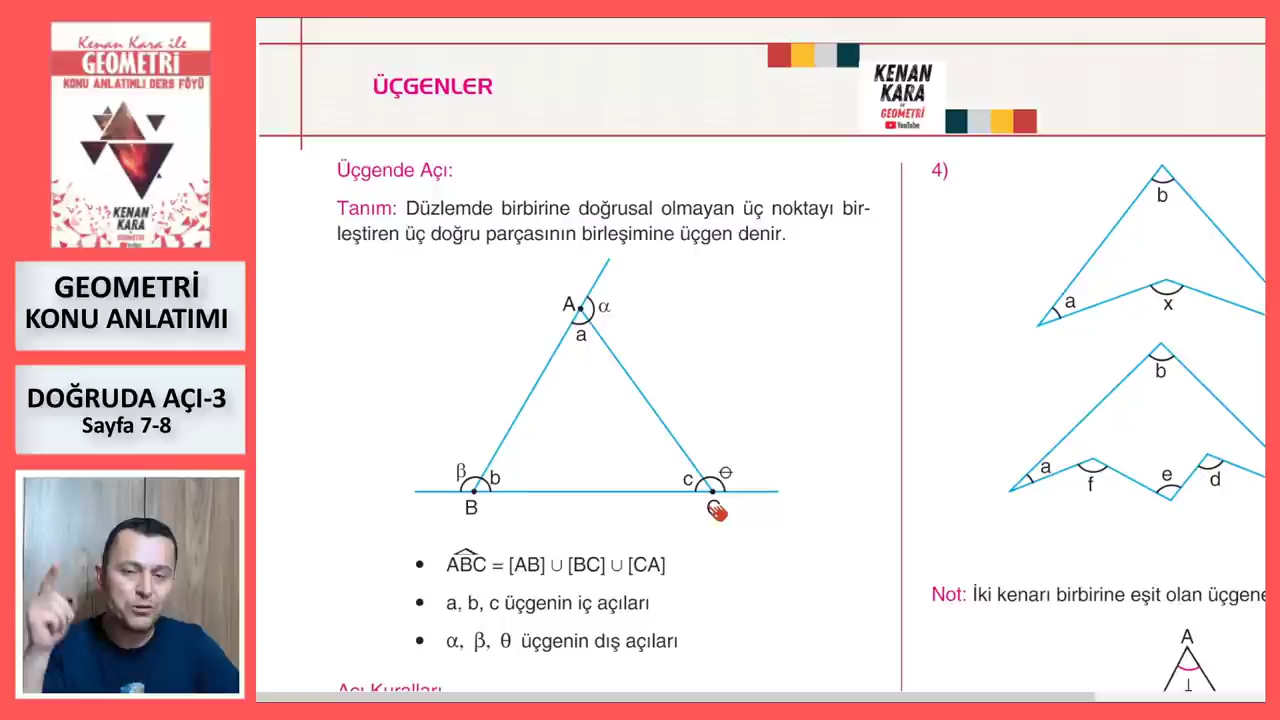 Kenan Kara ile
GEOMETRİ
KONU ANLATIMLI DERS FÖYÜ
KENAN
KARA
GEOMETRİ
KONU ANLATIMI
DOĞRUDA AÇI-3
Sayfa 7-8
ÜÇGENLER
KENAN
KARA
ile
GEOMETRİ
YouTube
Üçgende Açı:
Tanım: Düzlemde birbirine doğrusal olmayan üç noktayı bir-
leştiren üç doğru parçasının birleşimine üçgen denir.
A α
a
β b
c θ
B
• ABC = [AB] ∪ [BC] ∪ [CA]
• a, b, c üçgenin iç açıları
• α, β, θ üçgenin dış açıları
Açı Kuralları
4)
b
a
x
b
a
f
e
d
Not: İki kenarı birbirine eşit olan üçgene
A